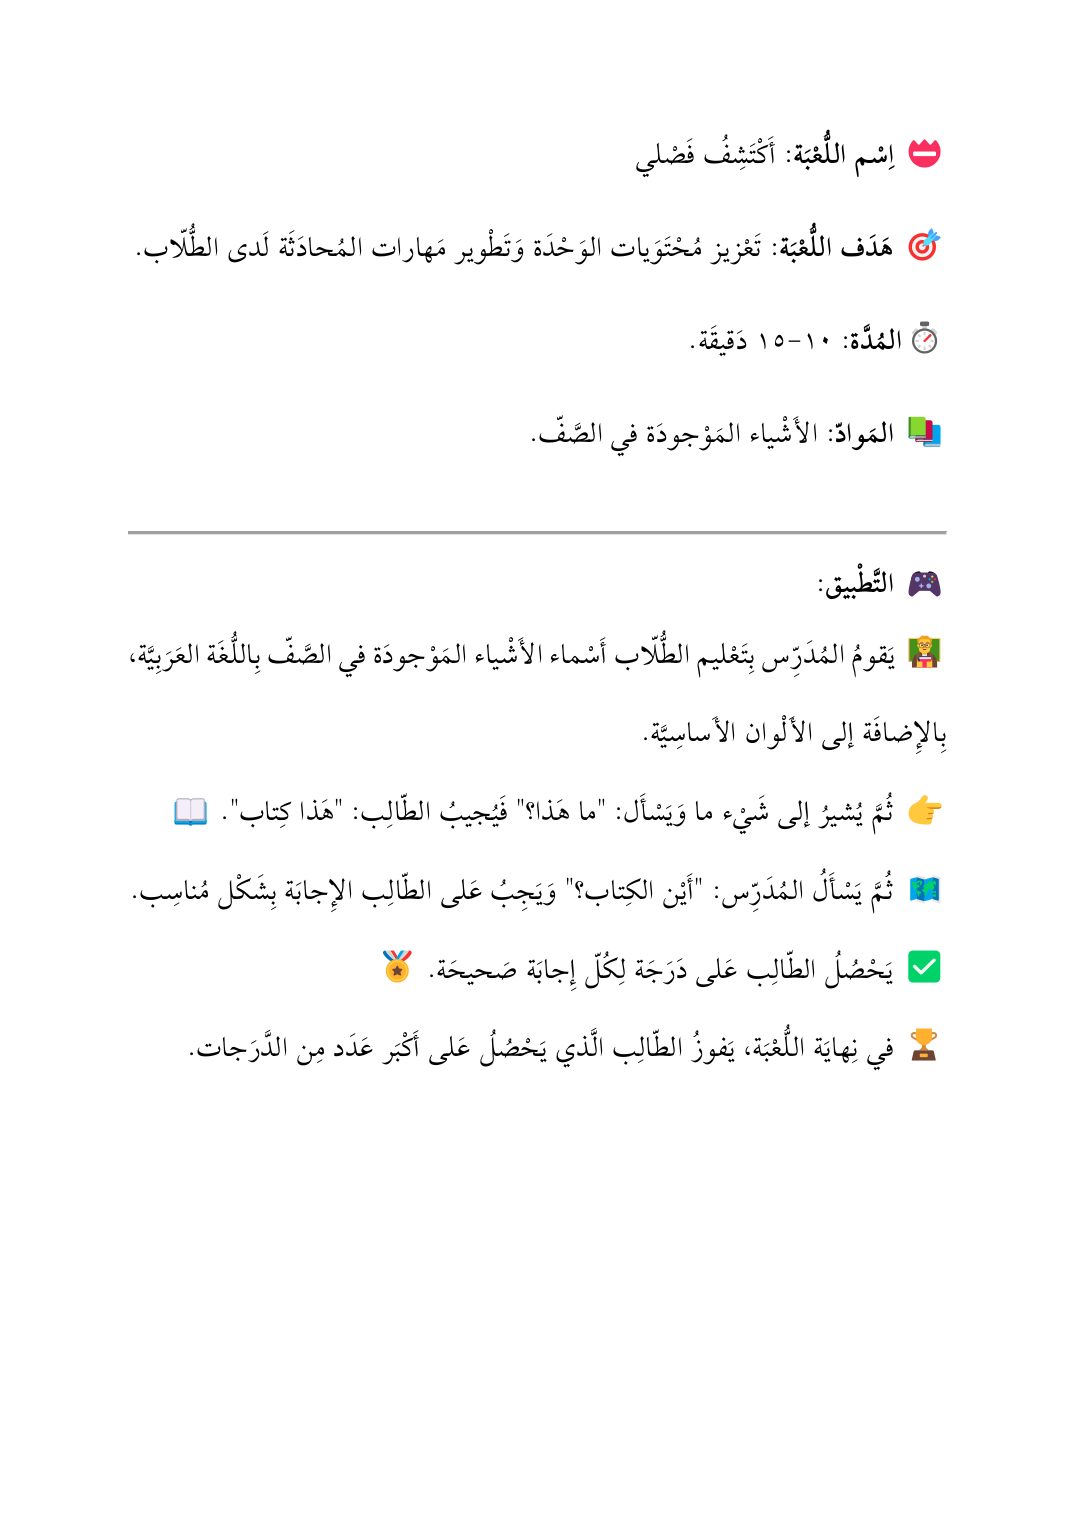 📛 اِسْم اللُّعْبَة: أَكْتَشِفُ فَصْلي
🎯 هَدَف اللُّعْبَة: تَعْزيز مُحْتَوَيات الوَحْدَة وَتَطْوير مَهارات المُحادَثَة لَدى الطُّلّاب.
⏱️ المُدَّة: ١٠–١٥ دَقيقَة.
📚 المَوادّ: الأَشْياء المَوْجودَة في الصَّفّ.
🎮 التَّطْبيق:
👨‍🏫 يَقومُ المُدَرِّس بِتَعْليم الطُّلّاب أَسْماء الأَشْياء المَوْجودَة في الصَّفّ بِاللُّغَة العَرَبِيَّة،
بِالإِضافَة إلى الأَلْوان الأَساسِيَّة.
👉 ثُمَّ يُشيرُ إلى شَيْء ما وَيَسْأَل: "ما هَذا؟" فَيُجيبُ الطّالِب: "هَذا كِتاب". 📖
🗺️ ثُمَّ يَسْأَلُ المُدَرِّس: "أَيْن الكِتاب؟" وَيَجِبُ عَلى الطّالِب الإِجابَة بِشَكْل مُناسِب.
✅ يَحْصُلُ الطّالِب عَلى دَرَجَة لِكُلّ إِجابَة صَحيحَة. 🏅
🏆 في نِهايَة اللُّعْبَة، يَفوزُ الطّالِب الَّذي يَحْصُلُ عَلى أَكْبَر عَدَد مِن الدَّرَجات.